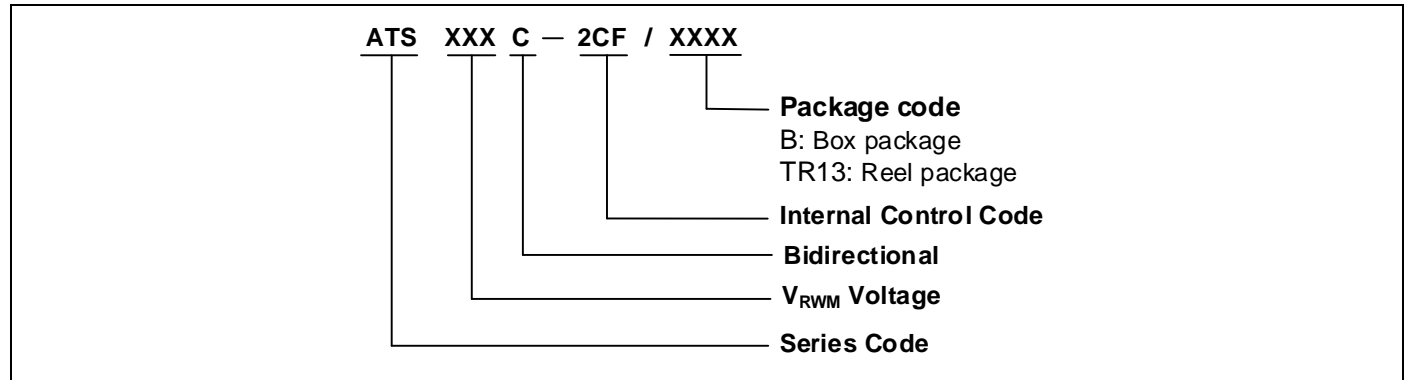 ATS XXX C — 2CF / XXXX
Package code
B: Box package
TR13: Reel package
Internal Control Code
Bidirectional
VRWM Voltage
Series Code